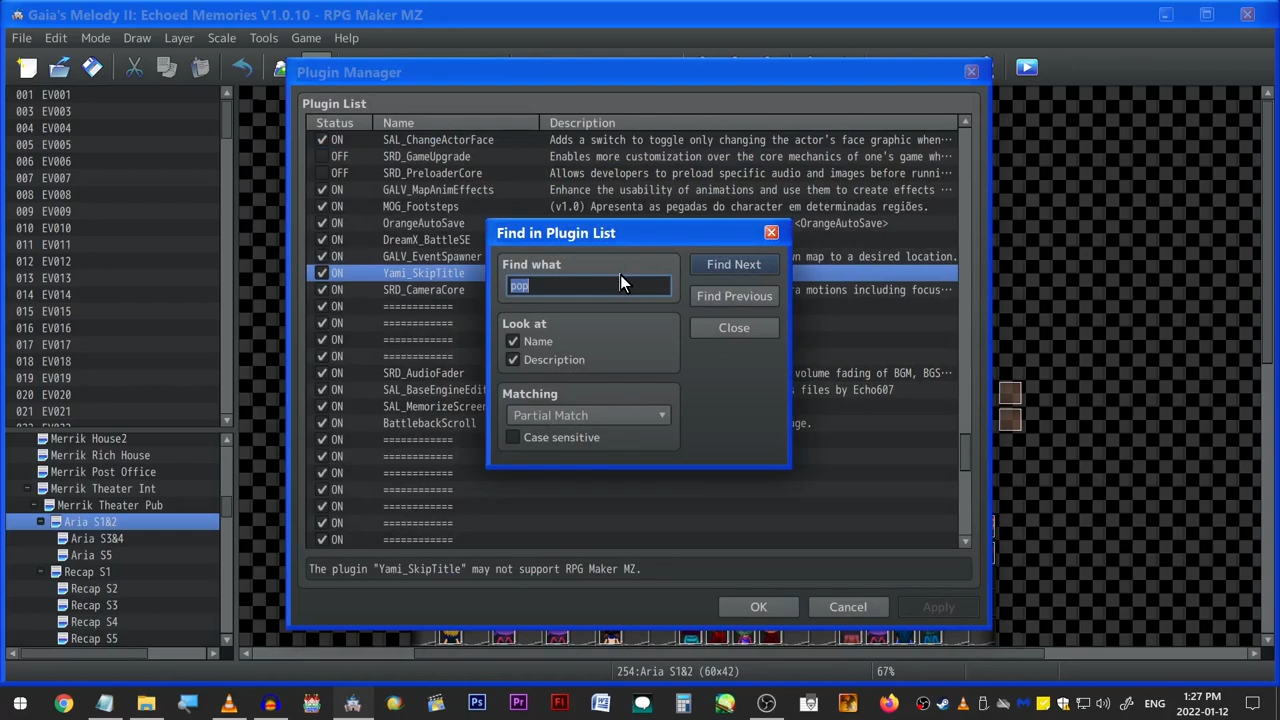 Gaia's Melody II: Echoed Memories V1.0.10 - RPG Maker MZ
File Edit Mode Draw Layer Scale Tools Game Help
Plugin Manager
Plugin List
Status Name Description
ON SAL_ChangeActorFace Adds a switch to toggle only changing the actor's face graphic when···
OFF SRD_GameUpgrade Enables more customization over the core mechanics of one's game wh···
OFF SRD_PreloaderCore Allows developers to preload specific audio and images before runni···
ON GALV_MapAnimEffects Enhance the usability of animations and use them to create effects ···
ON MOG_Footsteps (v1.0) Apresenta as pegadas do character em determinadas regiões.
ON OrangeAutoSave <OrangeAutoSave>
ON DreamX_BattleSE
ON GALV_EventSpawner wn map to a desired location.
ON Yami_SkipTitle
ON SRD_CameraCore ra motions including focus···
ON ============
ON ============
ON ============
ON ============
ON SRD_AudioFader volume fading of BGM, BGS···
ON SAL_BaseEngineEdit s files by Echo607
ON SAL_MemorizeScreen
ON BattlebackScroll age.
ON ============
ON ============
ON ============
ON ============
ON ============
ON ============
ON ============
The plugin "Yami_SkipTitle" may not support RPG Maker MZ.
OK Cancel Apply
Find in Plugin List
Find what
pop
Find Next
Find Previous
Close
Look at
Name
Description
Matching
Partial Match
Case sensitive
001 EV001
003 EV003
004 EV004
005 EV005
006 EV006
007 EV007
008 EV008
009 EV009
010 EV010
011 EV011
012 EV012
013 EV013
014 EV014
015 EV015
016 EV016
017 EV017
018 EV018
019 EV019
020 EV020
021 EV021
Merrik House2
Merrik Rich House
Merrik Post Office
Merrik Theater Int
Merrik Theater Pub
Aria S1&2
Aria S3&4
Aria S5
Recap S1
Recap S2
Recap S3
Recap S4
Recap S5
254:Aria S1&2 (60x42) 67%
1:27 PM
2022-01-12